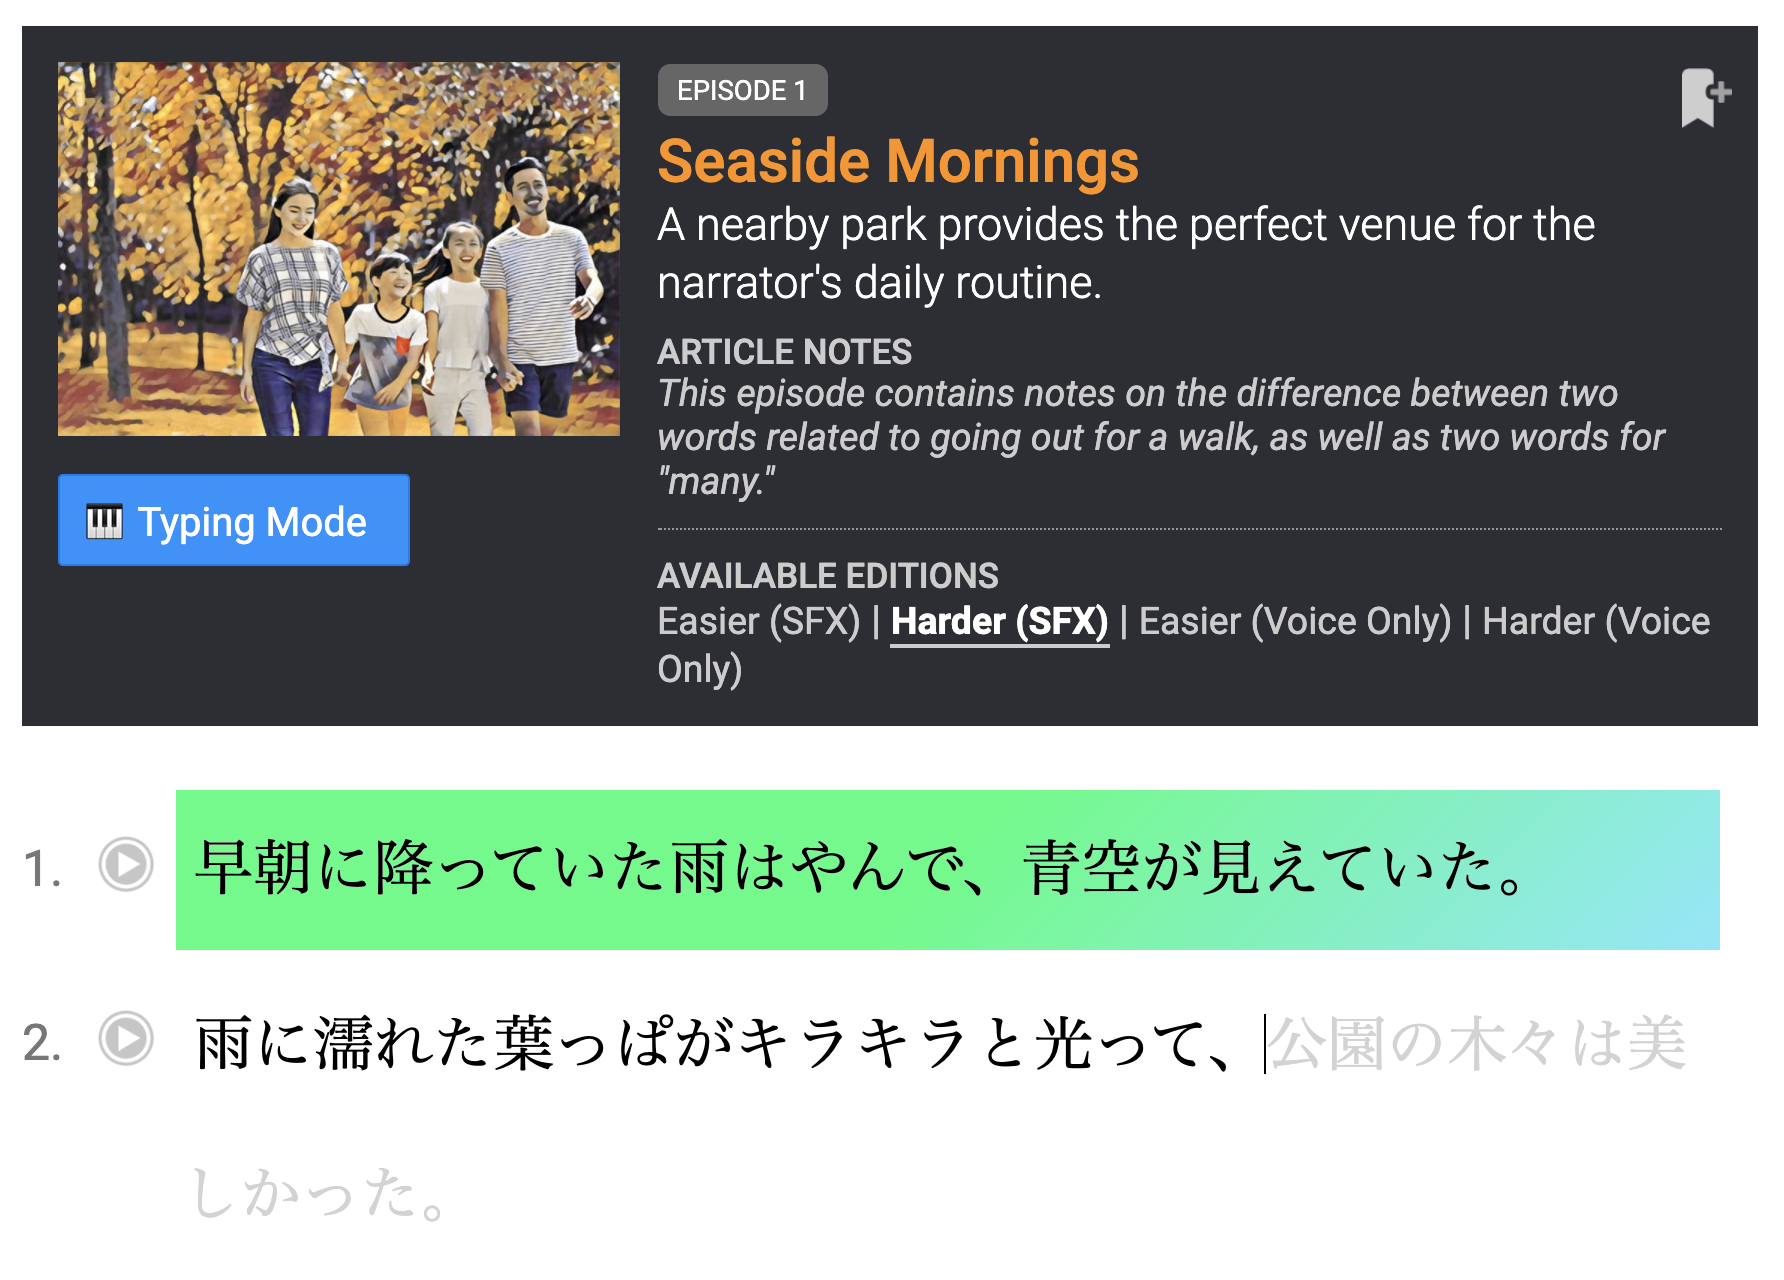 EPISODE 1
Seaside Mornings
A nearby park provides the perfect venue for the
narrator's daily routine.
ARTICLE NOTES
This episode contains notes on the difference between two
words related to going out for a walk, as well as two words for
"many."
Typing Mode
AVAILABLE EDITIONS
Easier (SFX) | Harder (SFX) | Easier (Voice Only) | Harder (Voice
Only)
1. 早朝に降っていた雨はやんで、青空が見えていた。
2. 雨に濡れた葉っぱがキラキラと光って、公園の木々は美
しかった。